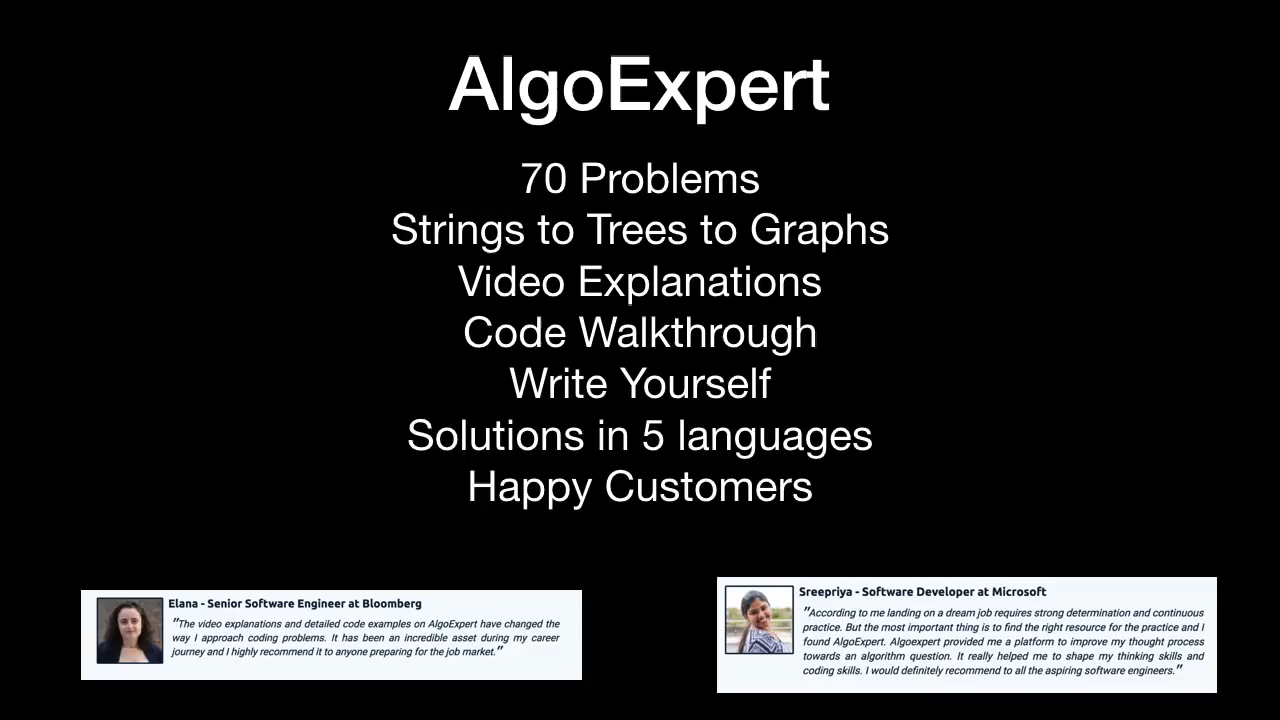 AlgoExpert
70 Problems
Strings to Trees to Graphs
Video Explanations
Code Walkthrough
Write Yourself
Solutions in 5 languages
Happy Customers
Elana - Senior Software Engineer at Bloomberg
"The video explanations and detailed code examples on AlgoExpert have changed the
way I approach coding problems. It has been an incredible asset during my career
journey and I highly recommend it to anyone preparing for the job market."
Sreepriya - Software Developer at Microsoft
"According to me landing on a dream job requires strong determination and continuous
practice. But the most important thing is to find the right resource for the practice and I
found AlgoExpert. Algoexpert provided me a platform to improve my thought process
towards an algorithm question. It really helped me to shape my thinking skills and
coding skills. I would definitely recommend to all the aspiring software engineers."